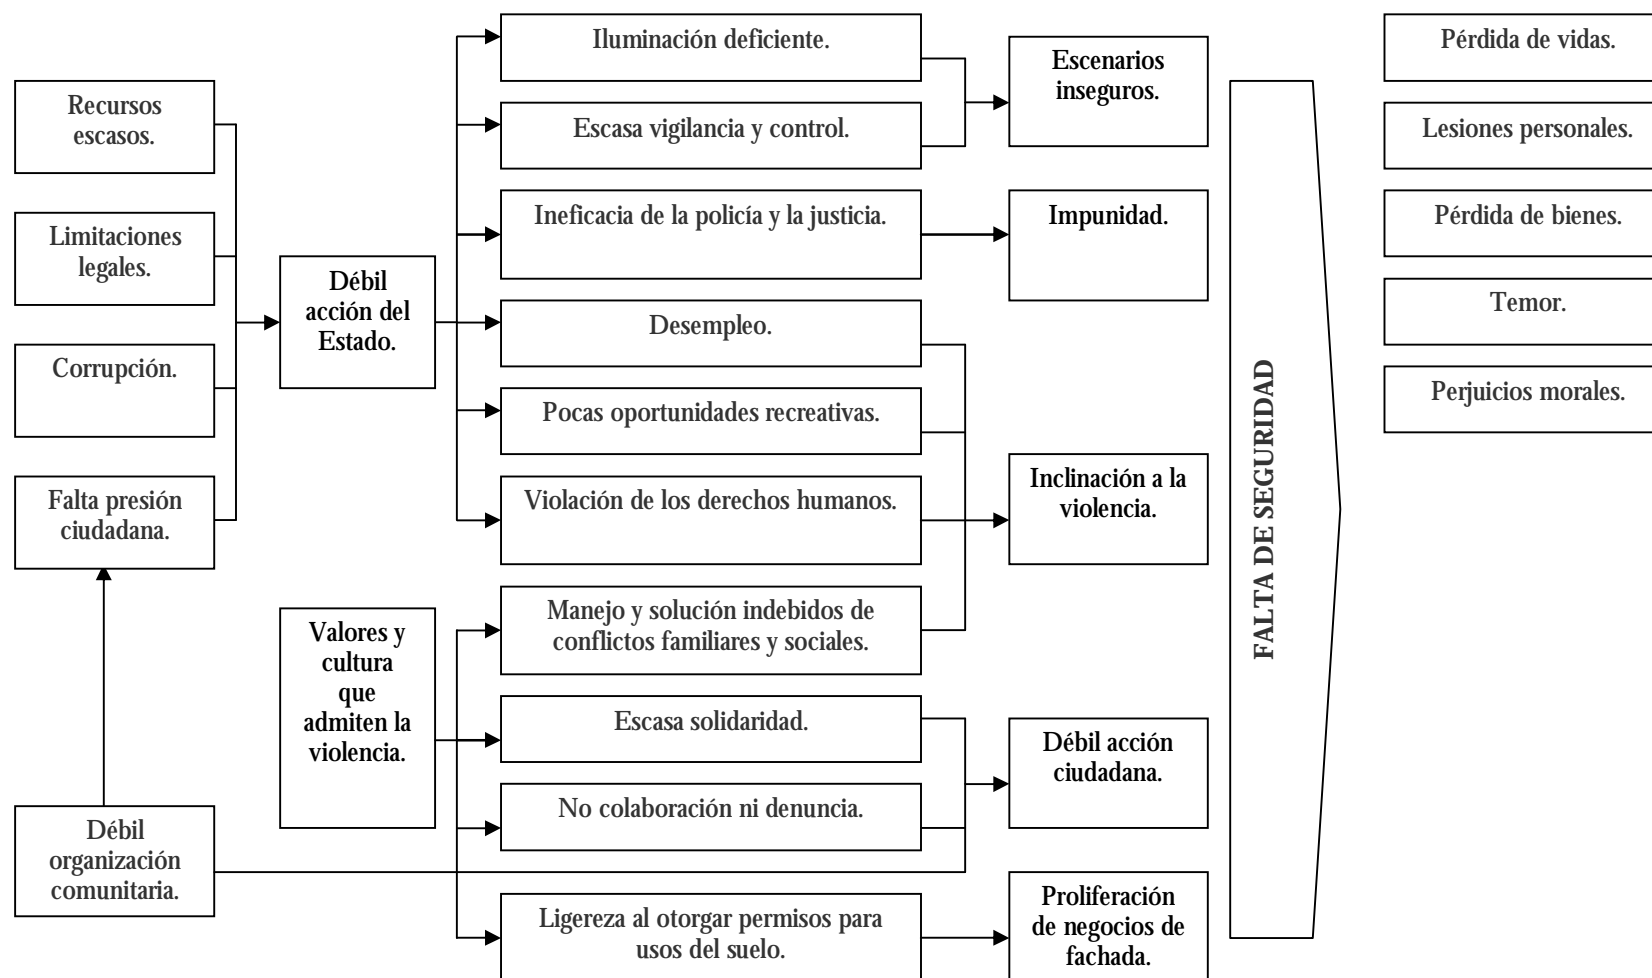 Recursos
escasos.
Limitaciones
legales.
Corrupción.
Falta presión
ciudadana.
Débil
organización
comunitaria.
Débil
acción del
Estado.
Valores y
cultura
que
admiten la
violencia.
Iluminación deficiente.
Escasa vigilancia y control.
Ineficacia de la policía y la justicia.
Desempleo.
Pocas oportunidades recreativas.
Violación de los derechos humanos.
Manejo y solución indebidos de
conflictos familiares y sociales.
Escasa solidaridad.
No colaboración ni denuncia.
Ligereza al otorgar permisos para
usos del suelo.
Escenarios
inseguros.
Impunidad.
Inclinación a la
violencia.
Débil acción
ciudadana.
Proliferación
de negocios de
fachada.
FALTA DE SEGURIDAD
Pérdida de vidas.
Lesiones personales.
Pérdida de bienes.
Temor.
Perjuicios morales.